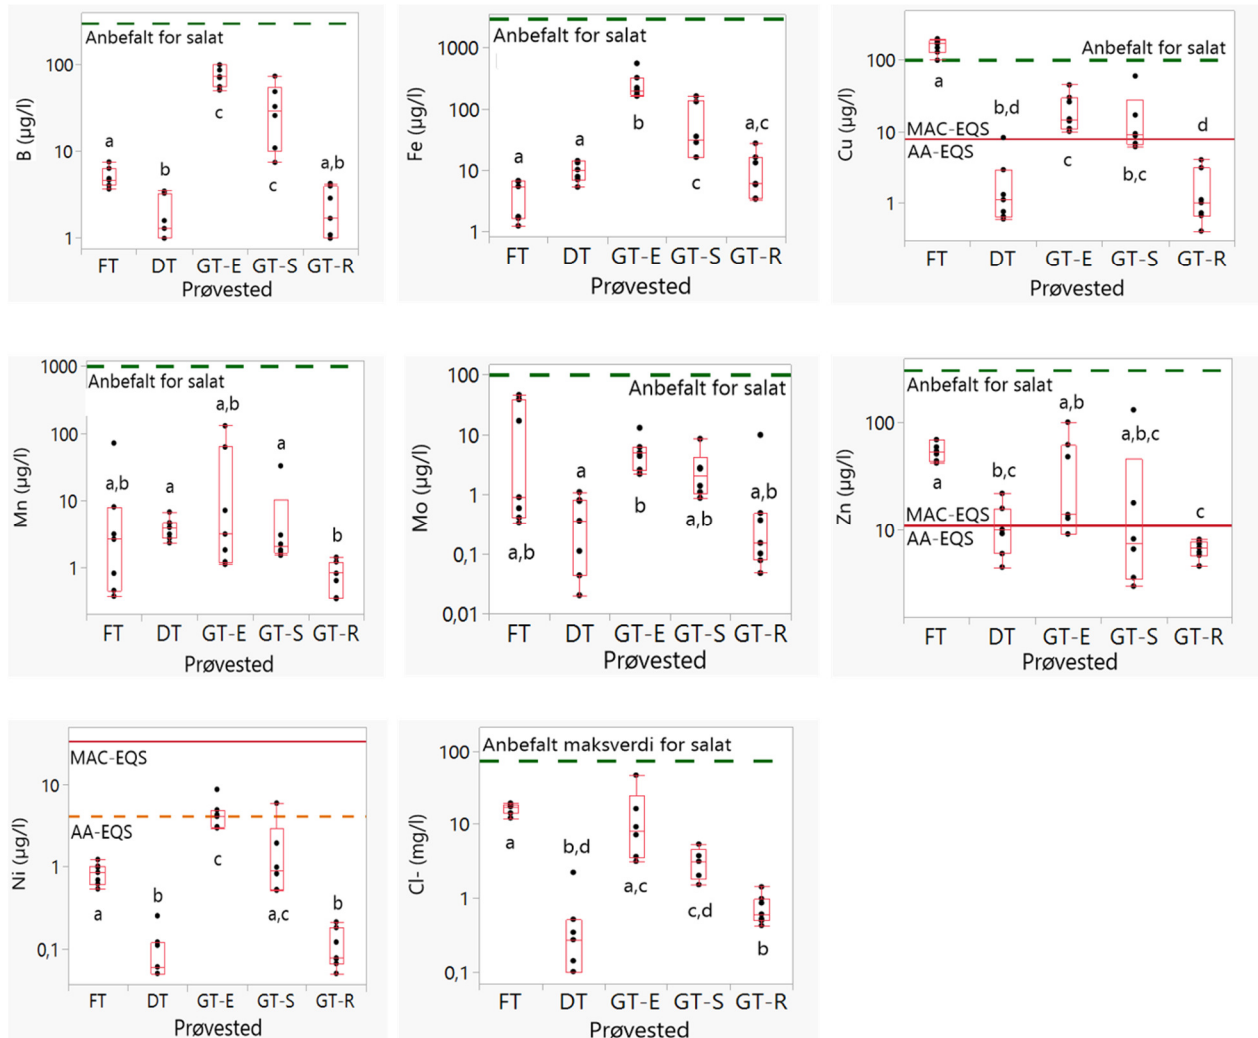 B (µg/l)
100
10
1
Anbefalt for salat
a
b
c
c
a,b
FT DT GT-E GT-S GT-R
Prøvested
Fe (µg/l)
1000
100
10
1
Anbefalt for salat
a
a
b
c
a,c
FT DT GT-E GT-S GT-R
Prøvested
Cu (µg/l)
100
10
1
Anbefalt for salat
MAC-EQS
AA-EQS
a
b,d
c
b,c
d
FT DT GT-E GT-S GT-R
Prøvested
Mn (µg/l)
1000
100
10
1
Anbefalt for salat
a,b
a
a,b
a
b
FT DT GT-E GT-S GT-R
Prøvested
Mo (µg/l)
100
10
1
0,1
0,01
Anbefalt for salat
a,b
a
b
a,b
a,b
FT DT GT-E GT-S GT-R
Prøvested
Zn (µg/l)
100
10
Anbefalt for salat
MAC-EQS
AA-EQS
a
b,c
a,b
a,b,c
c
FT DT GT-E GT-S GT-R
Prøvested
Ni (µg/l)
10
1
0,1
MAC-EQS
AA-EQS
a
b
c
a,c
b
FT DT GT-E GT-S GT-R
Prøvested
Cl- (mg/l)
100
10
1
0,1
Anbefalt maksverdi for salat
a
b,d
a,c
c,d
b
FT DT GT-E GT-S GT-R
Prøvested